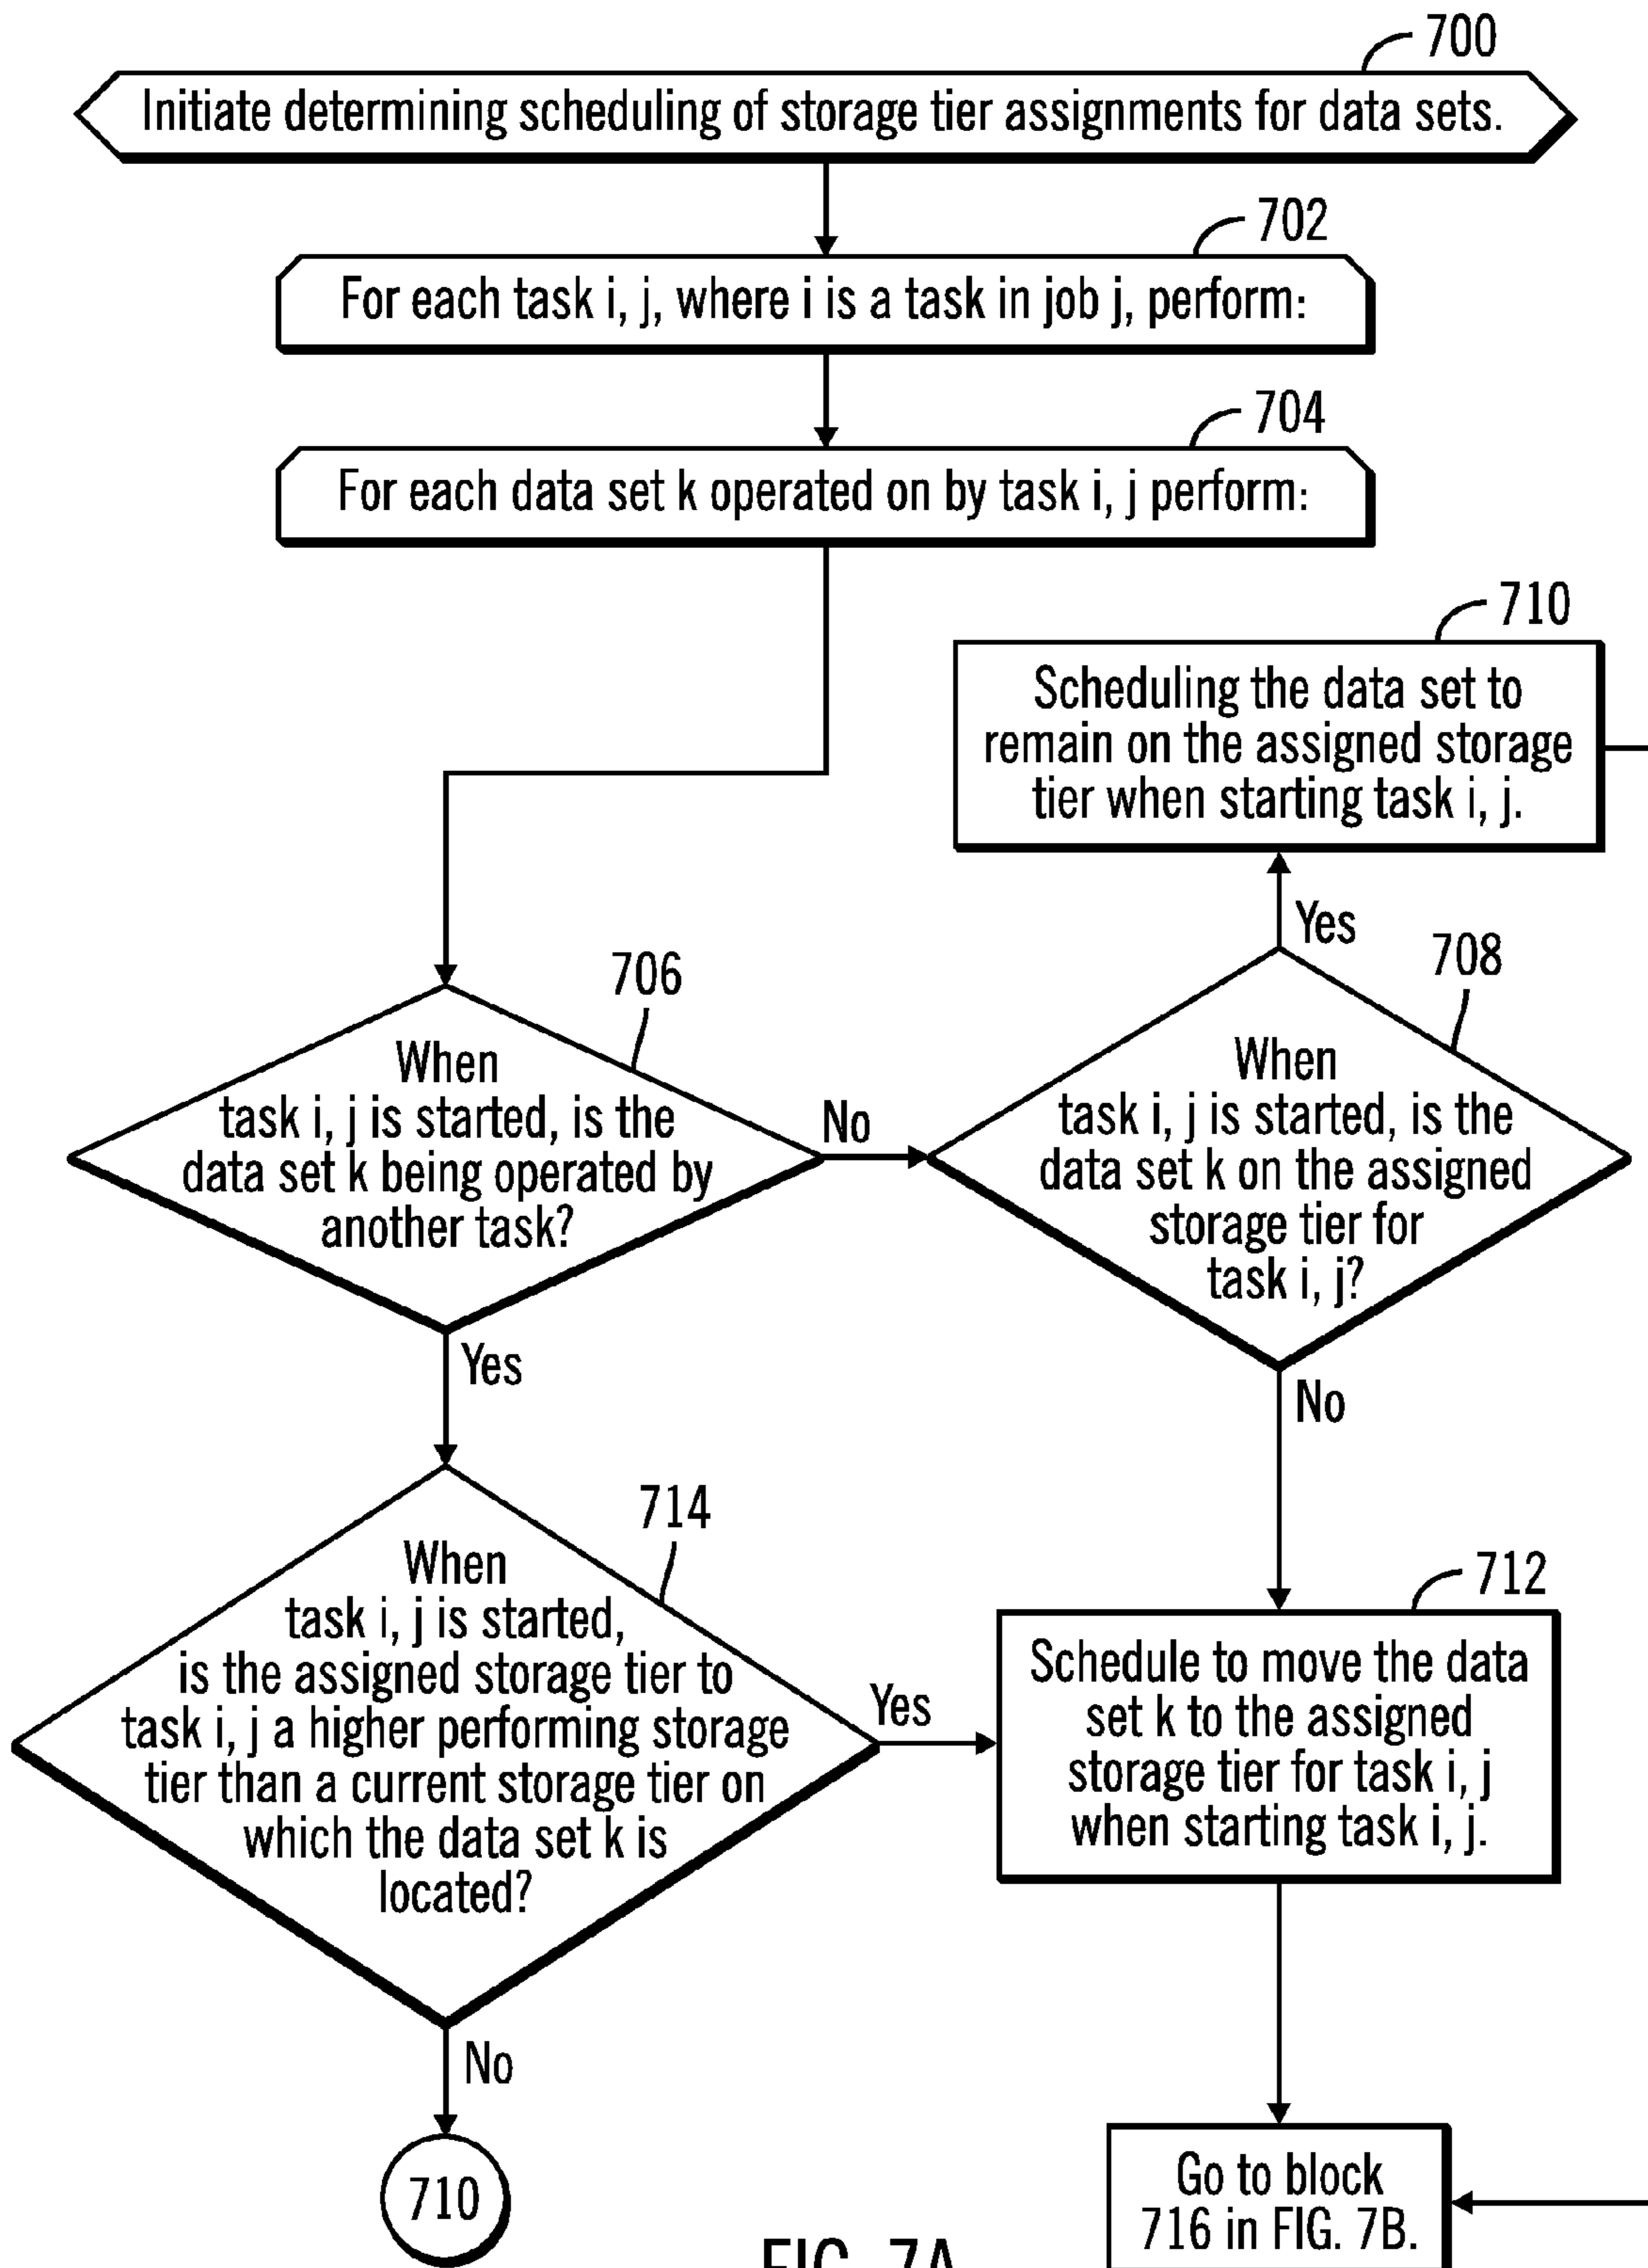 700
Initiate determining scheduling of storage tier assignments for data sets.
702
For each task i, j, where i is a task in job j, perform:
704
For each data set k operated on by task i, j perform:
710
Scheduling the data set to
remain on the assigned storage
tier when starting task i, j.
Yes
706
When
task i, j is started, is the
data set k being operated by
another task?
No
708
When
task i, j is started, is the
data set k on the assigned
storage tier for
task i, j?
Yes
No
714
When
task i, j is started,
is the assigned storage tier to
task i, j a higher performing storage
tier than a current storage tier on
which the data set k is
located?
Yes
712
Schedule to move the data
set k to the assigned
storage tier for task i, j
when starting task i, j.
No
710
Go to block
716 in FIG. 7B.
FIG. 7A